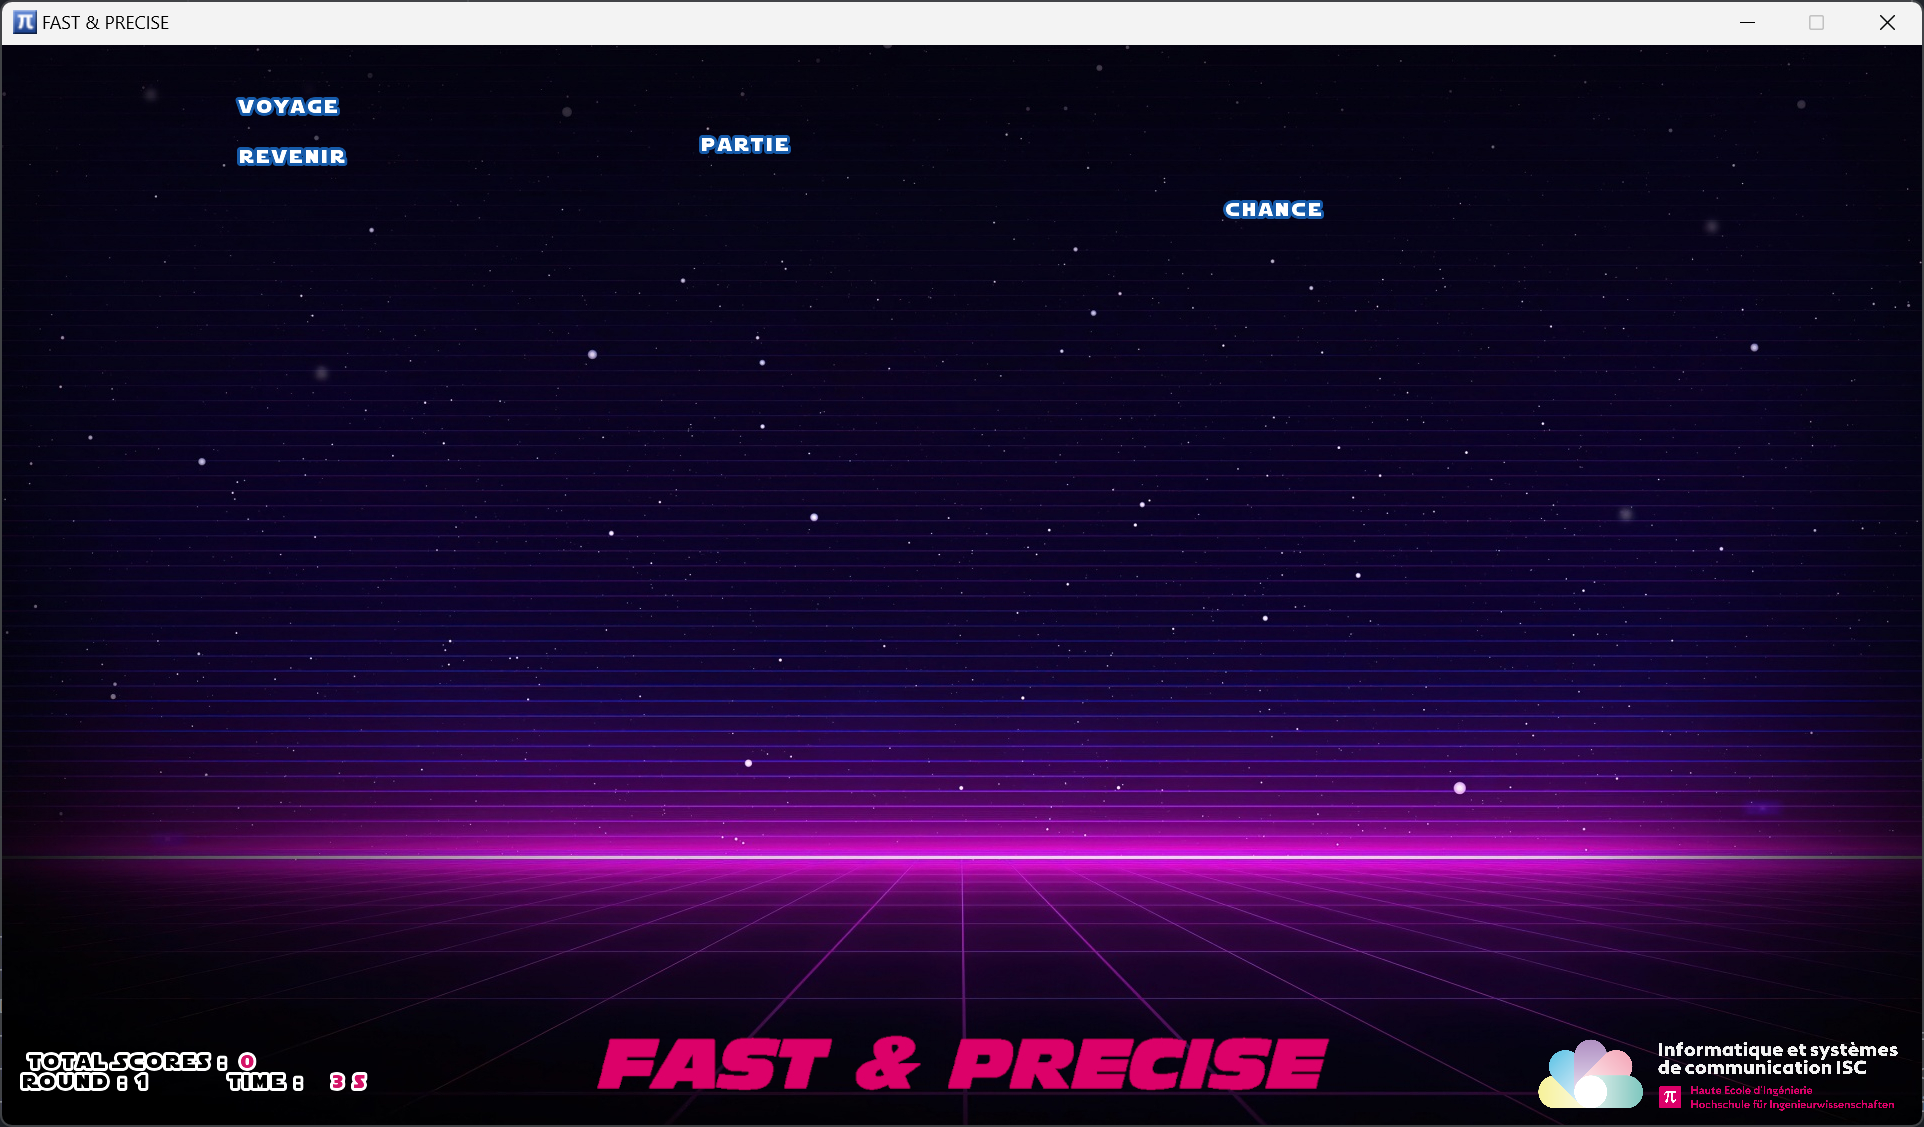 FAST & PRECISE
VOYAGE
PARTIE
REVENIR
CHANCE
TOTAL SCORES : 0
ROUND : 1 TIME : 3 S
FAST & PRECISE
Informatique et systèmes
de communication ISC
Haute Ecole d'Ingénierie
Hochschule für Ingenieurwissenschaften